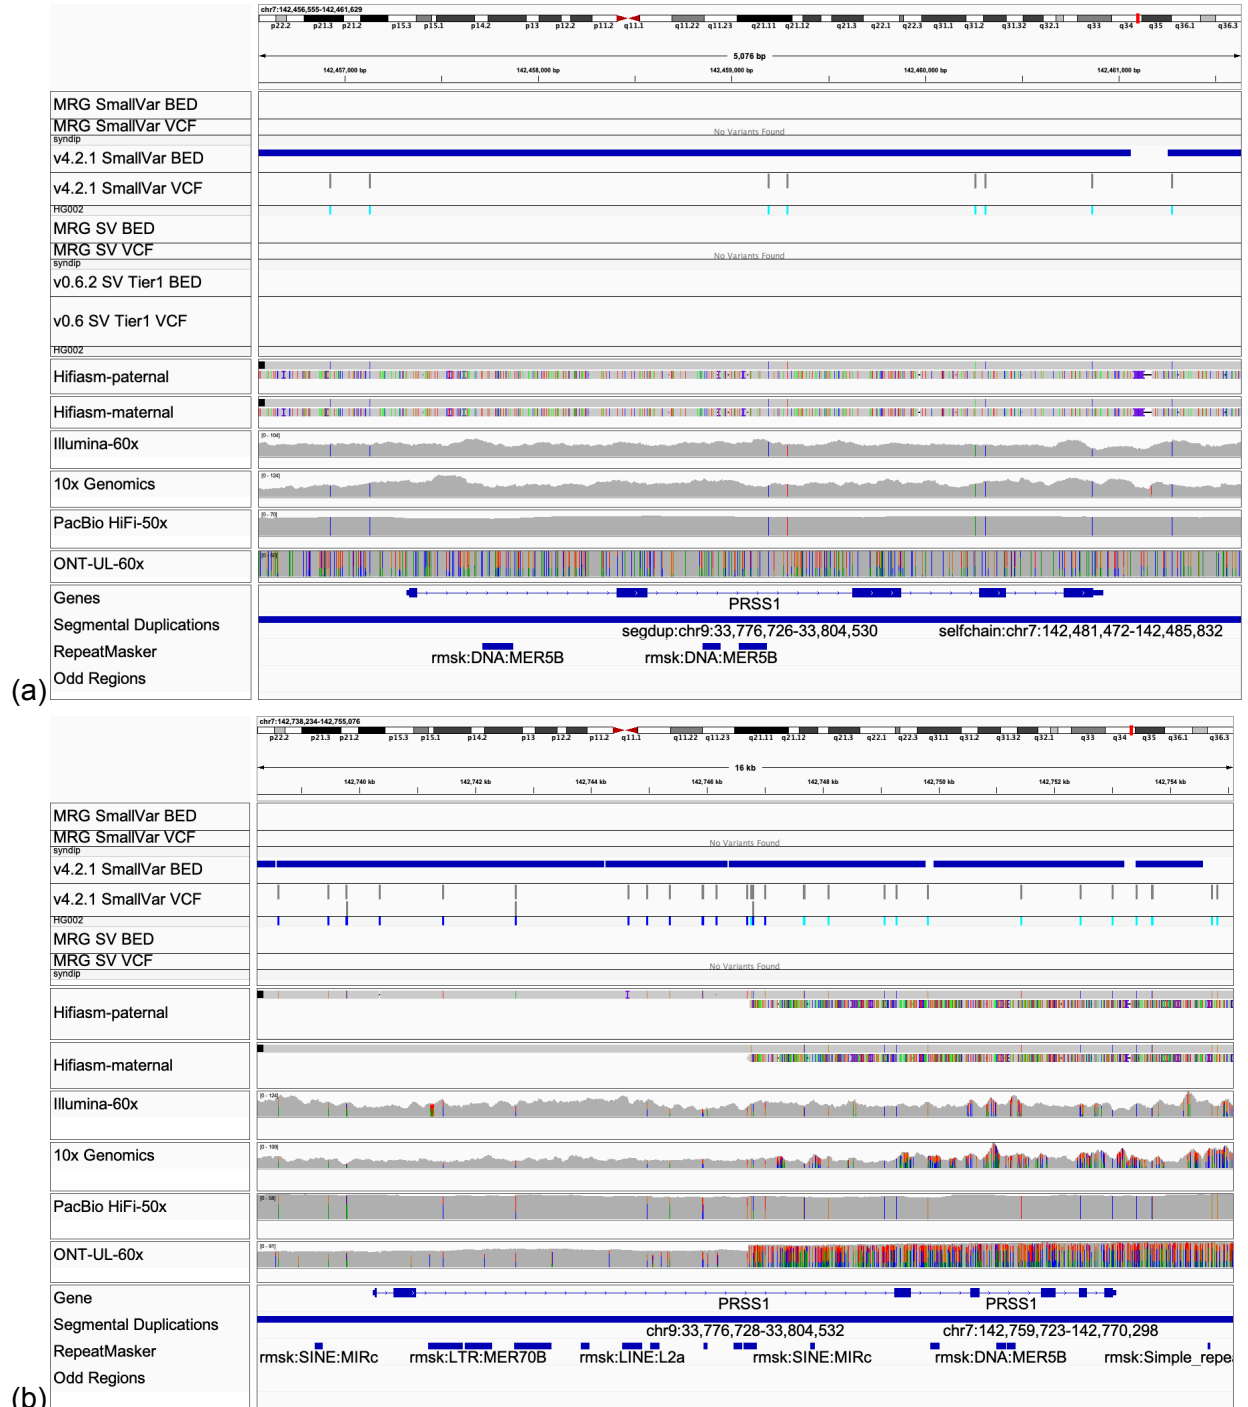 chr7:142,456,555-142,461,629
p22.2 p21.3 p21.2 p15.3 p15.1 p14.2 p13 p12.2 p11.2 q11.1 q11.22 q11.23 q21.11 q21.12 q21.3 q22.1 q22.3 q31.1 q31.2 q31.32 q32.1 q33 q34 q35 q36.1 q36.3
5,076 bp
142,457,000 bp 142,458,000 bp 142,459,000 bp 142,460,000 bp 142,461,000 bp
MRG SmallVar BED
MRG SmallVar VCF
No Variants Found
syndip
v4.2.1 SmallVar BED
v4.2.1 SmallVar VCF
HG002
MRG SV BED
MRG SV VCF
No Variants Found
syndip
v0.6.2 SV Tier1 BED
v0.6 SV Tier1 VCF
HG002
Hifiasm-paternal
Hifiasm-maternal
Illumina-60x
[0 - 104]
10x Genomics
[0 - 124]
PacBio HiFi-50x
[0 - 70]
ONT-UL-60x
Genes
PRSS1
Segmental Duplications
segdup:chr9:33,776,726-33,804,530 selfchain:chr7:142,481,472-142,485,832
RepeatMasker
rmsk:DNA:MER5B rmsk:DNA:MER5B
Odd Regions
(a)
chr7:142,738,234-142,755,076
p22.2 p21.3 p21.2 p15.3 p15.1 p14.2 p13 p12.2 p11.2 q11.1 q11.22 q11.23 q21.11 q21.12 q21.3 q22.1 q22.3 q31.1 q31.2 q31.32 q32.1 q33 q34 q35 q36.1 q36.3
16 kb
142,740 kb 142,742 kb 142,744 kb 142,746 kb 142,748 kb 142,750 kb 142,752 kb 142,754 kb
MRG SmallVar BED
MRG SmallVar VCF
No Variants Found
syndip
v4.2.1 SmallVar BED
v4.2.1 SmallVar VCF
HG002
MRG SV BED
MRG SV VCF
No Variants Found
syndip
Hifiasm-paternal
Hifiasm-maternal
Illumina-60x
[0 - 124]
10x Genomics
[0 - 199]
PacBio HiFi-50x
ONT-UL-60x
[0 - 91]
Gene
PRSS1 PRSS1
Segmental Duplications
chr9:33,776,728-33,804,532 chr7:142,759,723-142,770,298
RepeatMasker
rmsk:SINE:MIRc rmsk:LTR:MER70B rmsk:LINE:L2a rmsk:SINE:MIRc rmsk:DNA:MER5B rmsk:Simple_repe
Odd Regions
(b)